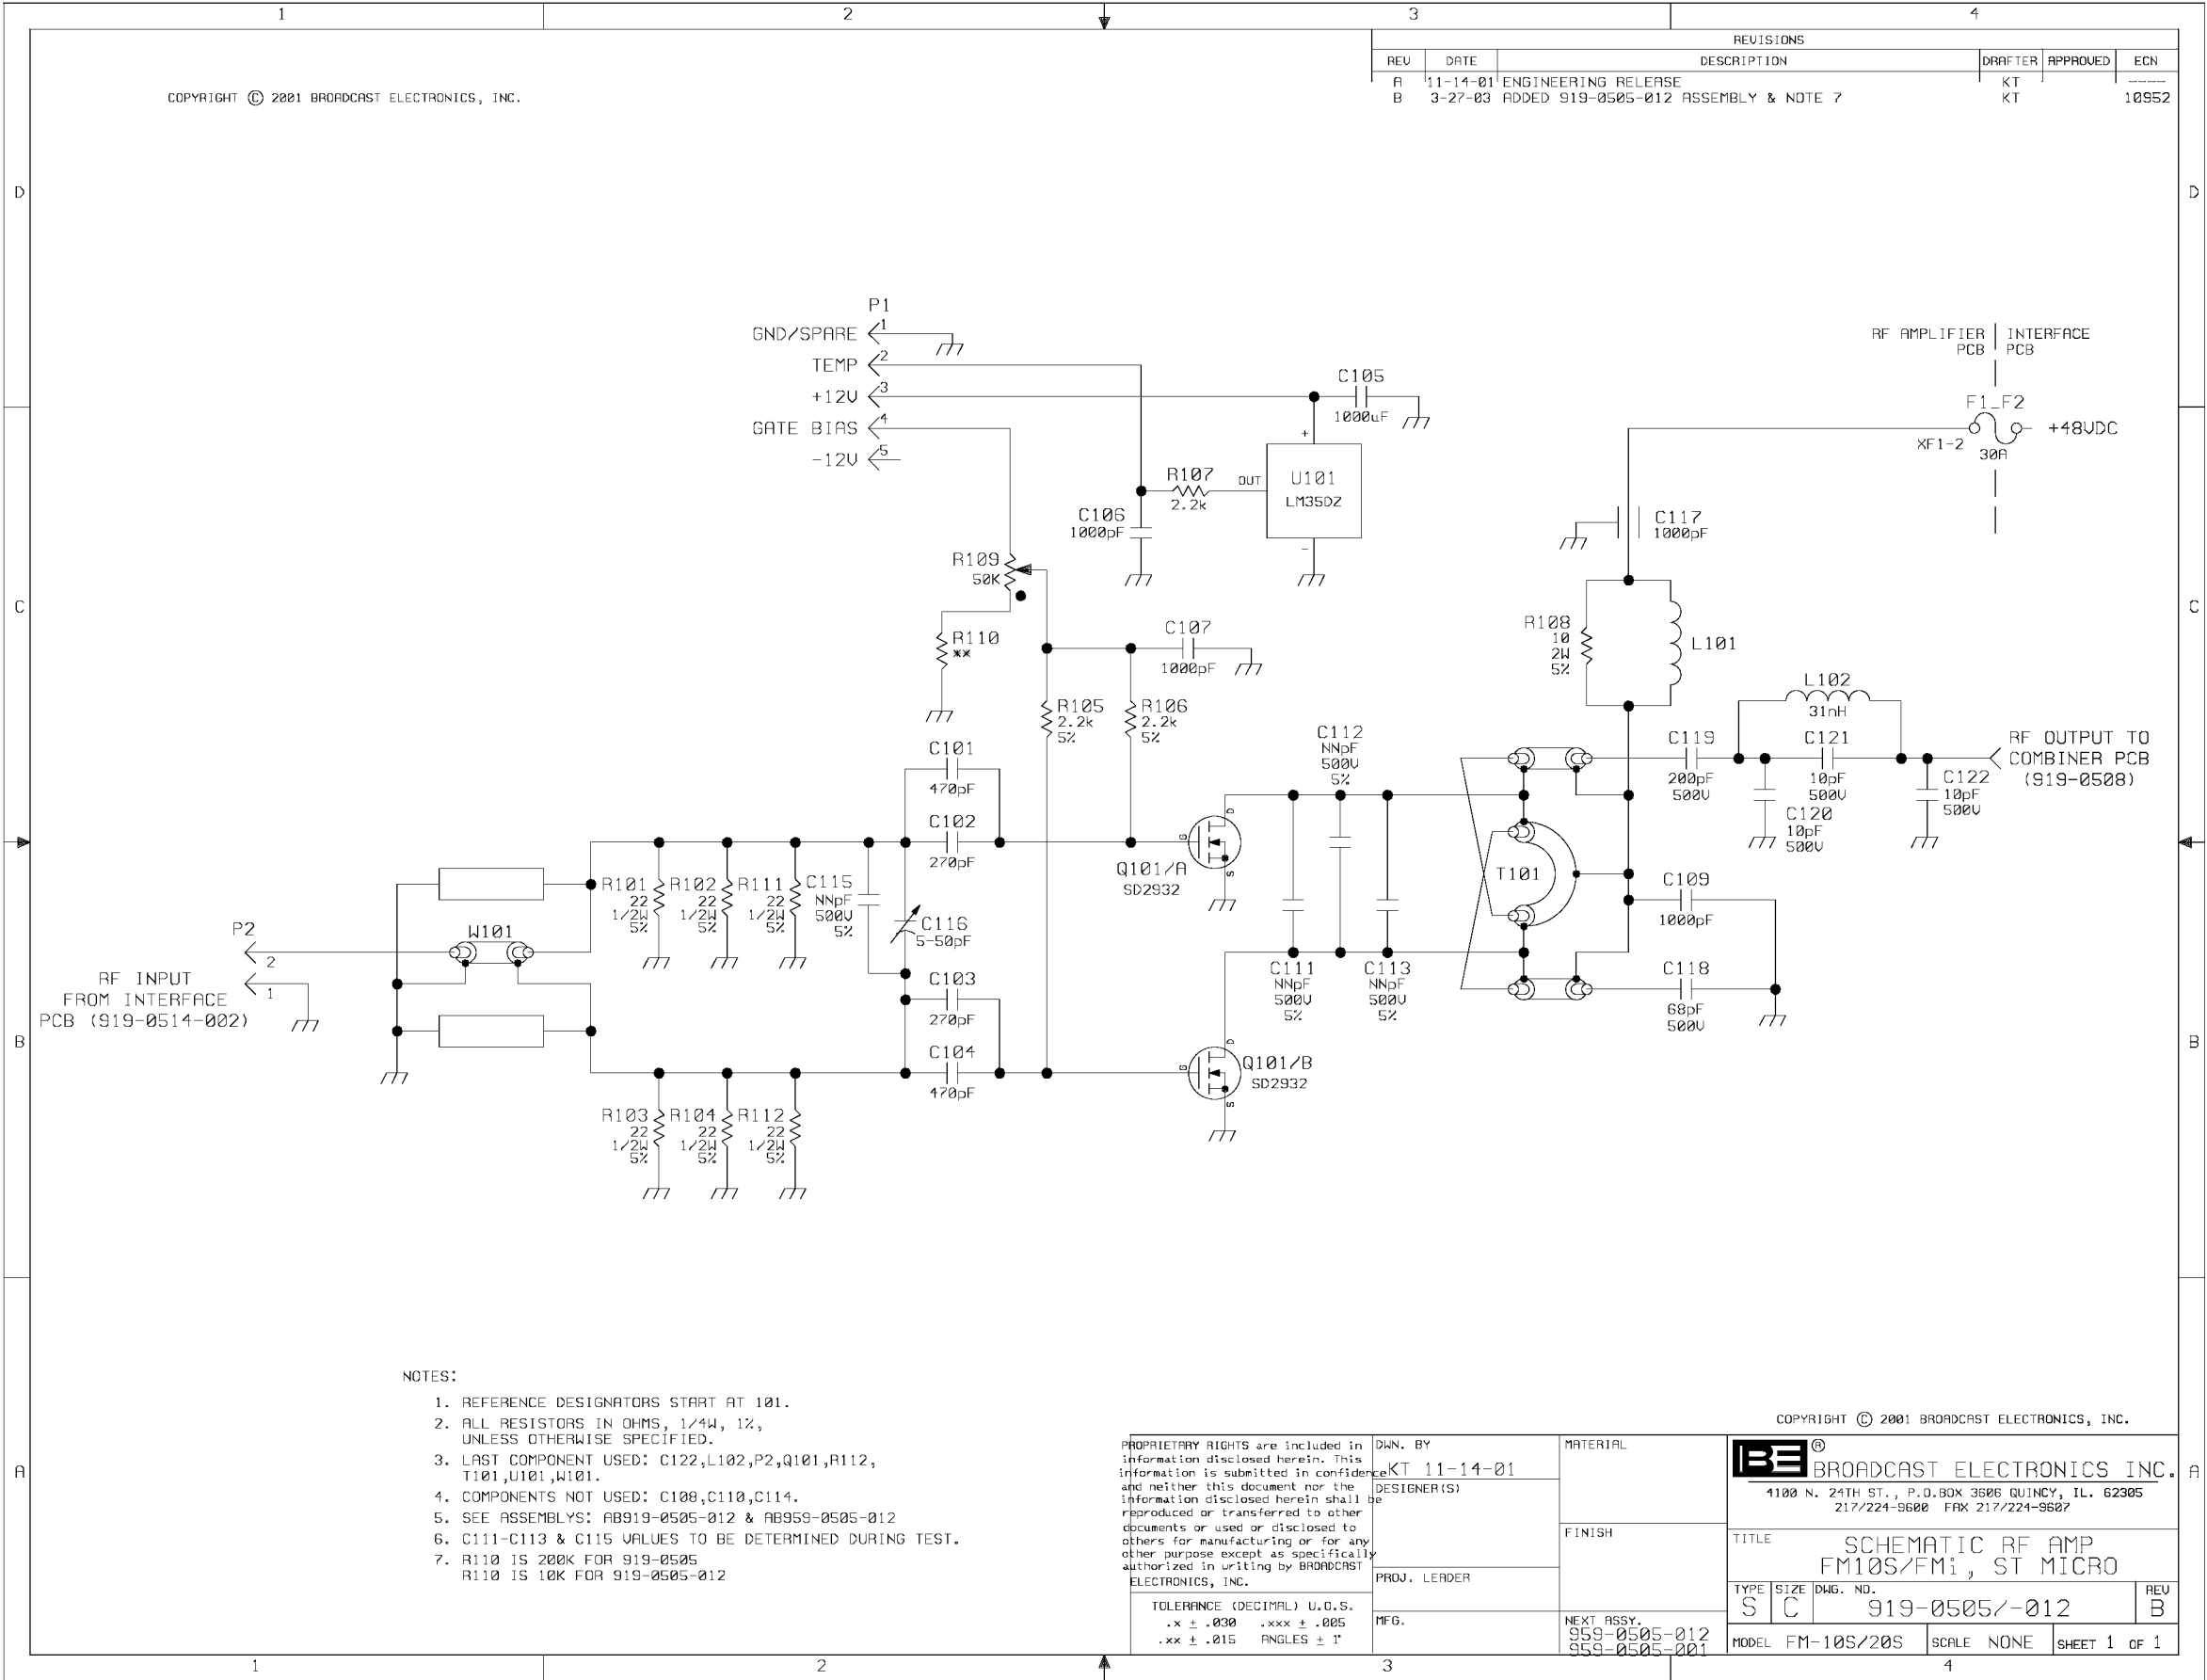 1 2 3 4
REVISIONS
REV DATE DESCRIPTION DRAFTER APPROVED ECN
A 11-14-01 ENGINEERING RELEASE KT -----
B 3-27-03 ADDED 919-0505-012 ASSEMBLY & NOTE 7 KT 10952
COPYRIGHT © 2001 BROADCAST ELECTRONICS, INC.
D D
P1
GND/SPARE 1
TEMP 2
+12V 3
GATE BIAS 4
-12V 5
C105
1000uF
+
R107
2.2k
OUT
U101
LM35DZ
-
C106
1000pF
RF AMPLIFIER INTERFACE
PCB PCB
F1_F2
XF1-2
30A
+48VDC
C117
1000pF
C C
R109
50K
R110
**
C107
1000pF
R105
2.2k
5%
R106
2.2k
5%
R108
10
2W
5%
L101
L102
31nH
C101
470pF
C102
270pF
C112
NNpF
500V
5%
C119
200pF
500V
C121
10pF
500V
C120
10pF
500V
C122
10pF
500V
RF OUTPUT TO
COMBINER PCB
(919-0508)
G D S
Q101/A
SD2932
T101
R101
22
1/2W
5%
R102
22
1/2W
5%
R111
22
1/2W
5%
C115
NNpF
500V
5%
C116
5-50pF
C109
1000pF
P2
2
1
W101
RF INPUT
FROM INTERFACE
PCB (919-0514-002)
C103
270pF
C104
470pF
C111
NNpF
500V
5%
C113
NNpF
500V
5%
C118
68pF
500V
B B
G D S
Q101/B
SD2932
R103
22
1/2W
5%
R104
22
1/2W
5%
R112
22
1/2W
5%
NOTES:
1. REFERENCE DESIGNATORS START AT 101.
2. ALL RESISTORS IN OHMS, 1/4W, 1%,
UNLESS OTHERWISE SPECIFIED.
3. LAST COMPONENT USED: C122,L102,P2,Q101,R112,
T101,U101,W101.
4. COMPONENTS NOT USED: C108,C110,C114.
5. SEE ASSEMBLYS: AB919-0505-012 & AB959-0505-012
6. C111-C113 & C115 VALUES TO BE DETERMINED DURING TEST.
7. R110 IS 200K FOR 919-0505
R110 IS 10K FOR 919-0505-012
A A
PROPRIETARY RIGHTS are included in
information disclosed herein. This
information is submitted in confidence
and neither this document nor the
information disclosed herein shall be
reproduced or transferred to other
documents or used or disclosed to
others for manufacturing or for any
other purpose except as specifically
authorized in writing by BROADCAST
ELECTRONICS, INC.
TOLERANCE (DECIMAL) U.O.S.
.x ± .030 .xxx ± .005
.xx ± .015 ANGLES ± 1°
DWN. BY
KT 11-14-01
DESIGNER(S)
PROJ. LEADER
MFG.
MATERIAL
FINISH
NEXT ASSY.
959-0505-012
959-0505-001
COPYRIGHT © 2001 BROADCAST ELECTRONICS, INC.
BE ® BROADCAST ELECTRONICS INC.
4100 N. 24TH ST., P.O.BOX 3606 QUINCY, IL. 62305
217/224-9600 FAX 217/224-9607
TITLE
SCHEMATIC RF AMP
FM10S/FMi, ST MICRO
TYPE S SIZE C DWG. NO. 919-0505/-012 REV B
MODEL FM-10S/20S SCALE NONE SHEET 1 OF 1
1 2 3 4